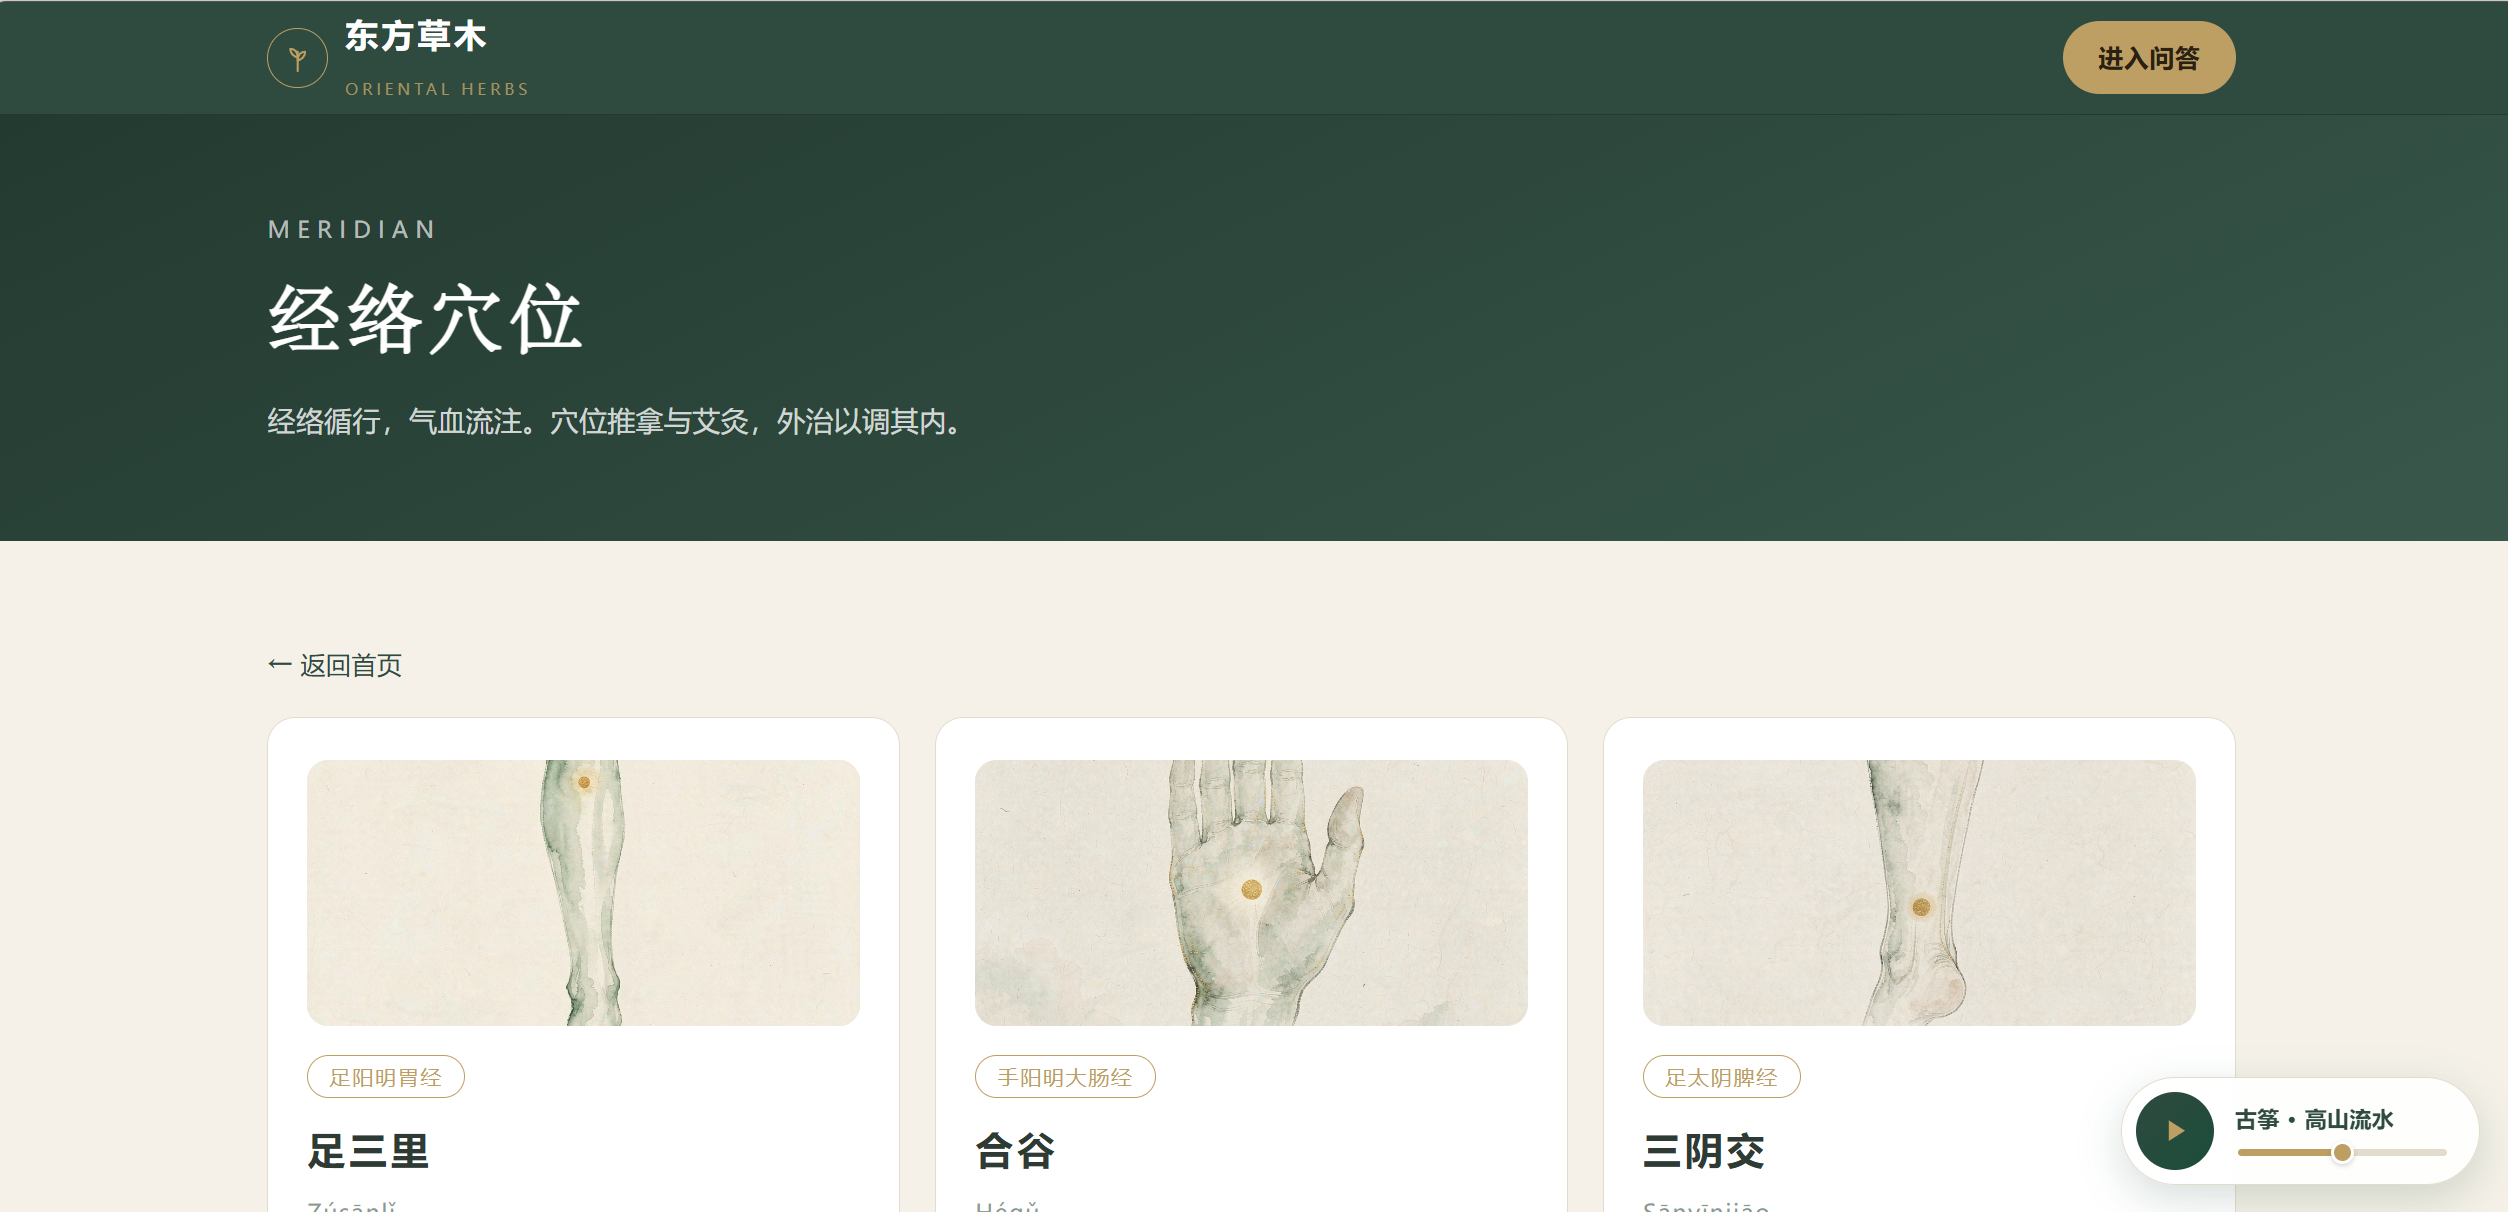 东方草木
ORIENTAL HERBS
进入问答
MERIDIAN
经络穴位
经络循行，气血流注。穴位推拿与艾灸，外治以调其内。
← 返回首页
足阳明胃经
足三里
Zúsānlǐ
手阳明大肠经
合谷
Hégǔ
足太阴脾经
三阴交
Sānyīnjiāo
古筝·高山流水